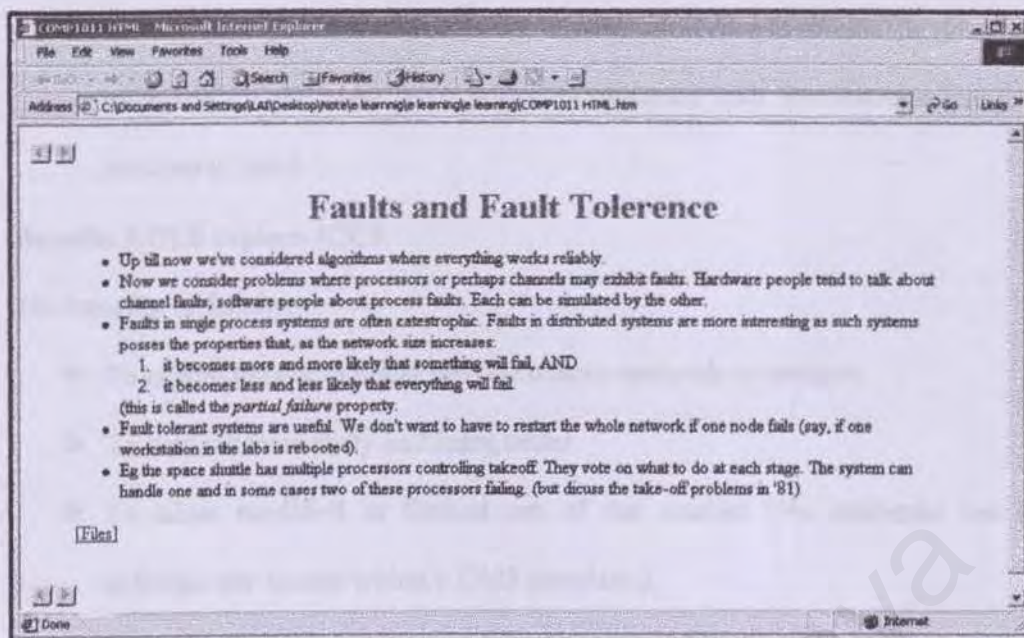 COMP1011 HTML - Microsoft Internet Explorer
File Edit View Favorites Tools Help
Search Favorites History
Address C:\Documents and Settings\LAI\Desktop\Note\e learnnig\e learning\e learning\COMP1011 HTML.htm Go Links »
Faults and Fault Tolerence
• Up till now we've considered algorithms where everything works reliably.
• Now we consider problems where processors or perhaps channels may exhibit faults. Hardware people tend to talk about
channel faults, software people about process faults. Each can be simulated by the other.
• Faults in single process systems are often catestrophic. Faults in distributed systems are more interesting as such systems
posses the properties that, as the network size increases:
1. it becomes more and more likely that something will fail, AND
2. it becomes less and less likely that everything will fail.
(this is called the partial failure property.
• Fault tolerant systems are useful. We don't want to have to restart the whole network if one node fails (say, if one
workstation in the labs is rebooted).
• Eg the space shuttle has multiple processors controlling takeoff. They vote on what to do at each stage. The system can
handle one and in some cases two of these processors failing. (but dicuss the take-off problems in '81)
[Files]
Done Internet